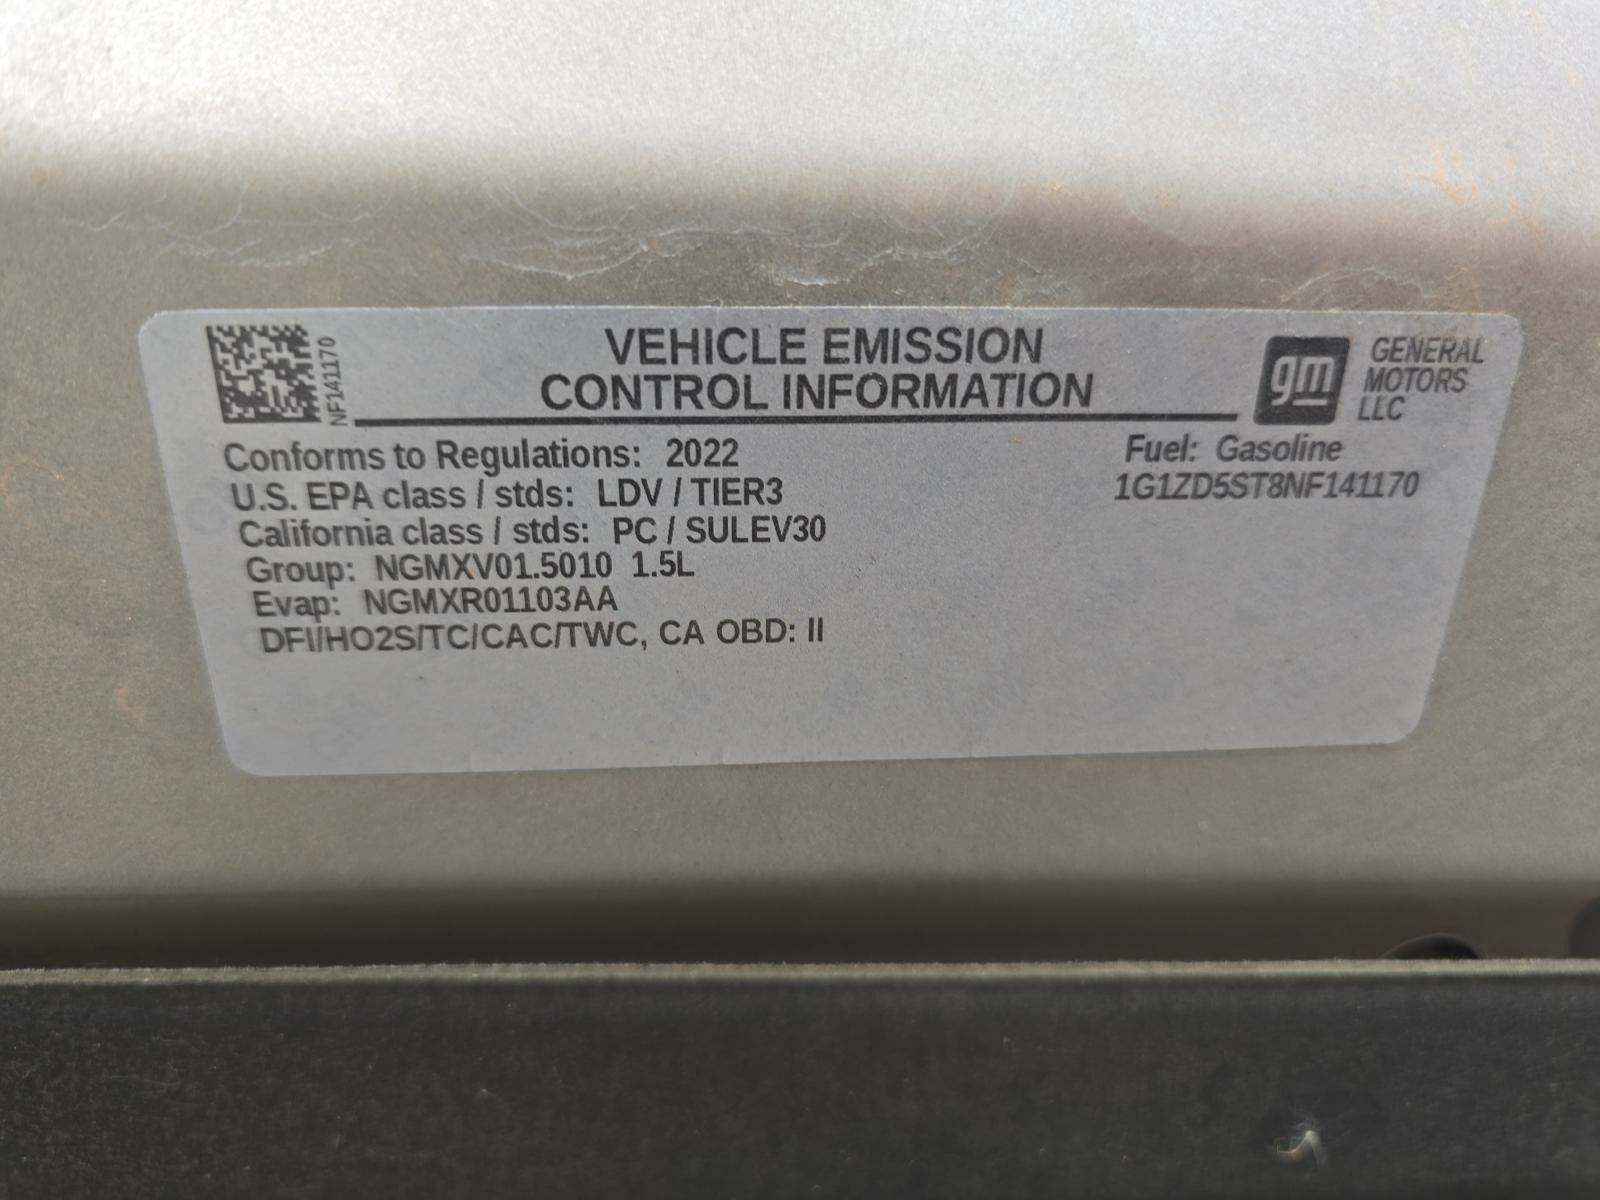 NF141170
VEHICLE EMISSION
CONTROL INFORMATION
gm
GENERAL
MOTORS
LLC
Conforms to Regulations: 2022
U.S. EPA class / stds: LDV / TIER3
California class / stds: PC / SULEV30
Group: NGMXV01.5010 1.5L
Evap: NGMXR01103AA
DFI/HO2S/TC/CAC/TWC, CA OBD: II
Fuel: Gasoline
1G1ZD5ST8NF141170